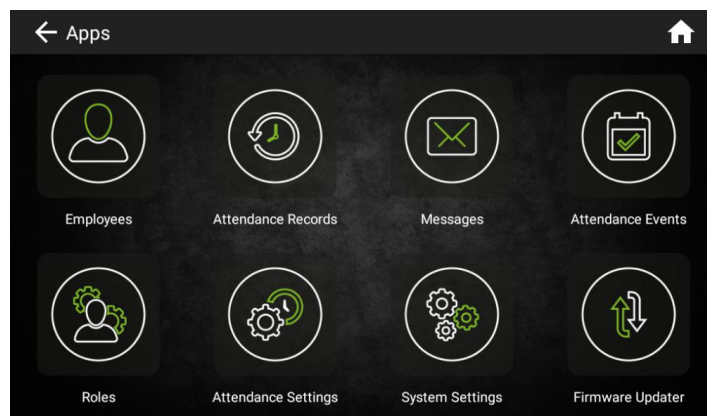 Apps
Employees
Attendance Records
Messages
Attendance Events
Roles
Attendance Settings
System Settings
Firmware Updater